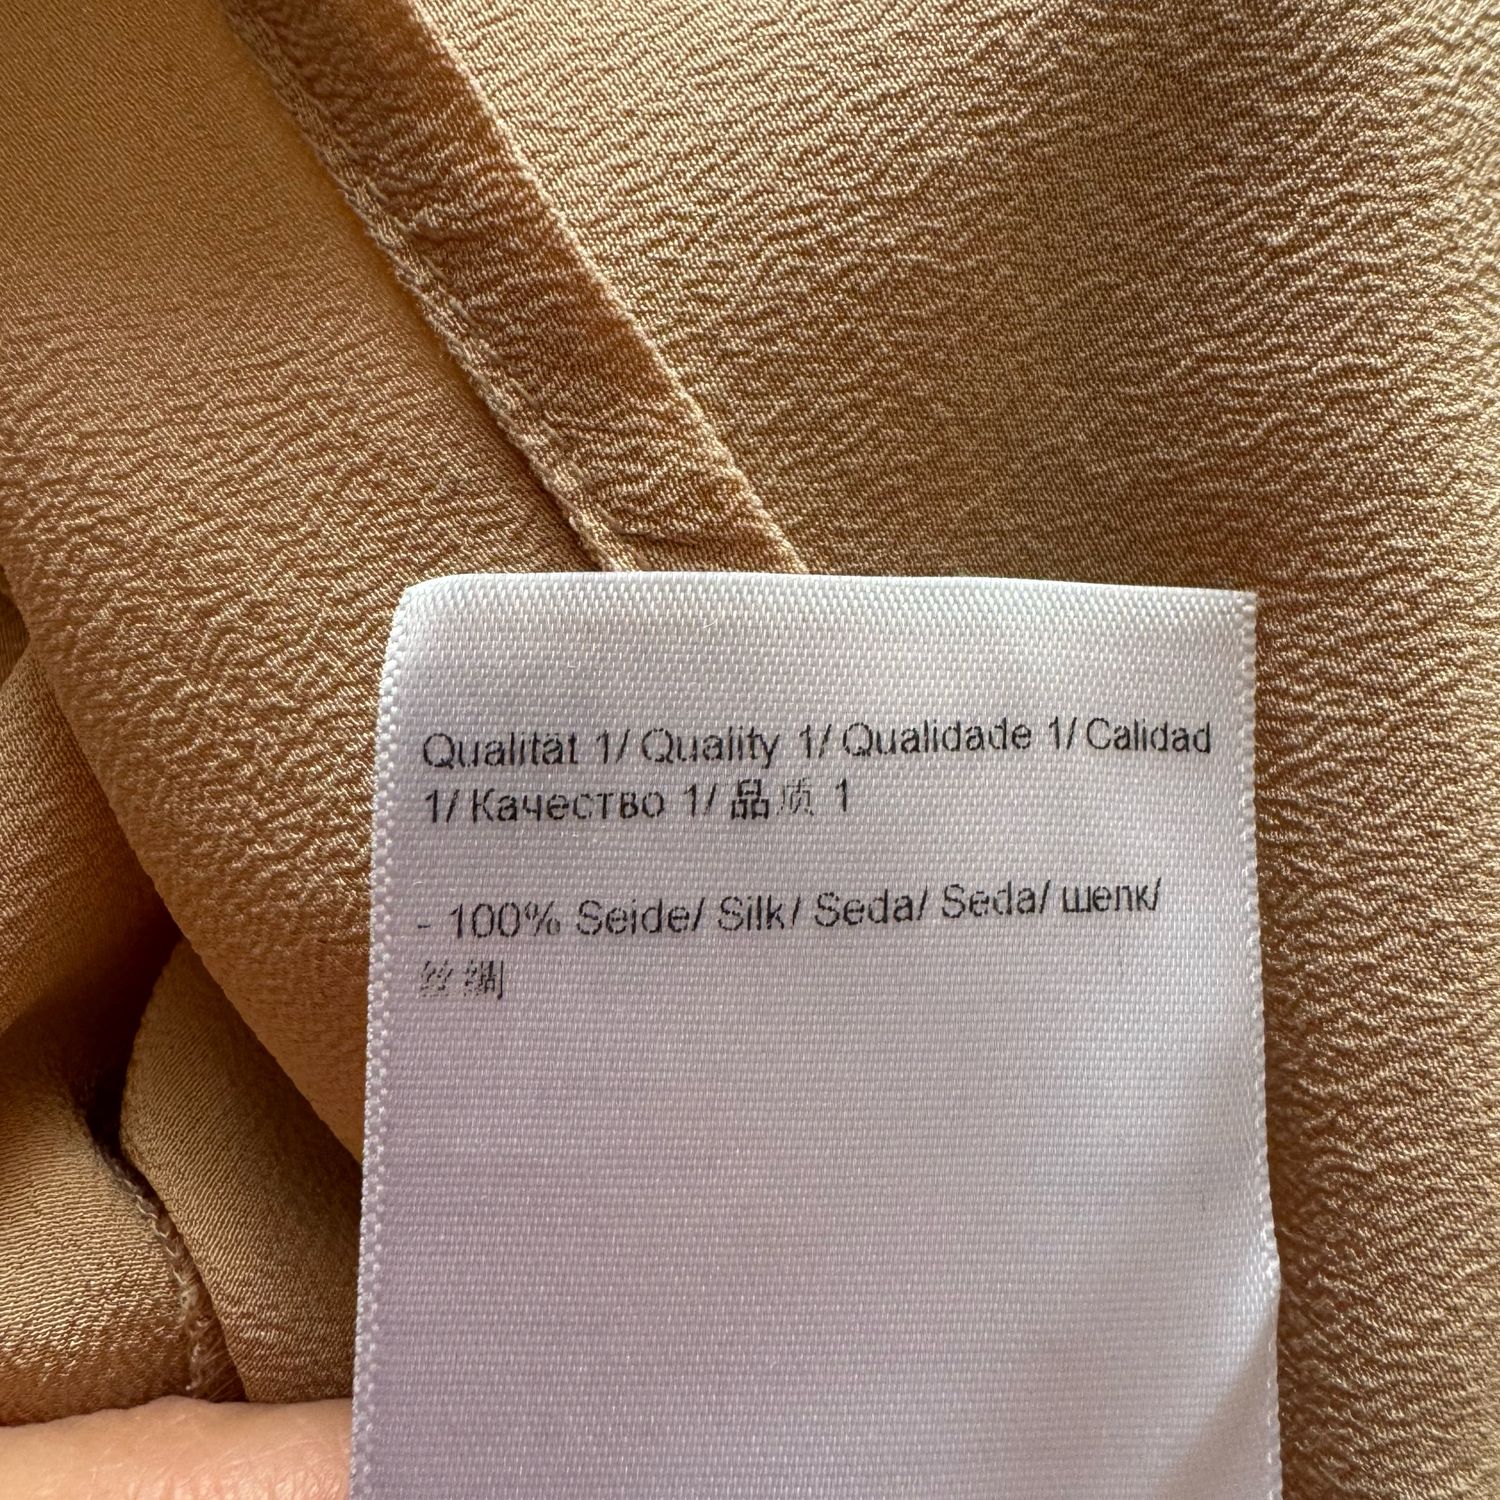 Qualität 1/ Quality 1/ Qualidade 1/ Calidad
1/ Качество 1/ 品质 1
- 100% Seide/ Silk/ Seda/ Seda/ шелк/
丝绸